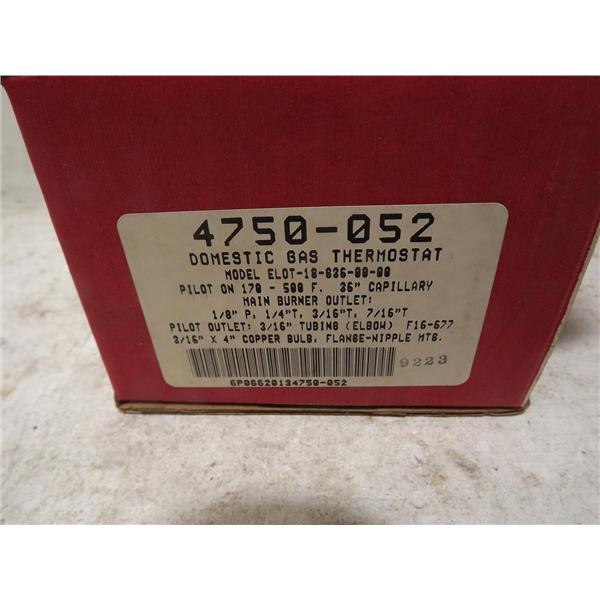 4750-052
DOMESTIC GAS THERMOSTAT
MODEL ELOT-18-636-00-00
PILOT ON 170 - 500 F. 36" CAPILLARY
MAIN BURNER OUTLET:
1/8" P, 1/4"T, 3/16"T, 7/16"T
PILOT OUTLET: 3/16" TUBING (ELBOW) F16-677
3/16" X 4" COPPER BULB, FLANGE-NIPPLE MTG.
9223
GP06620134750-052